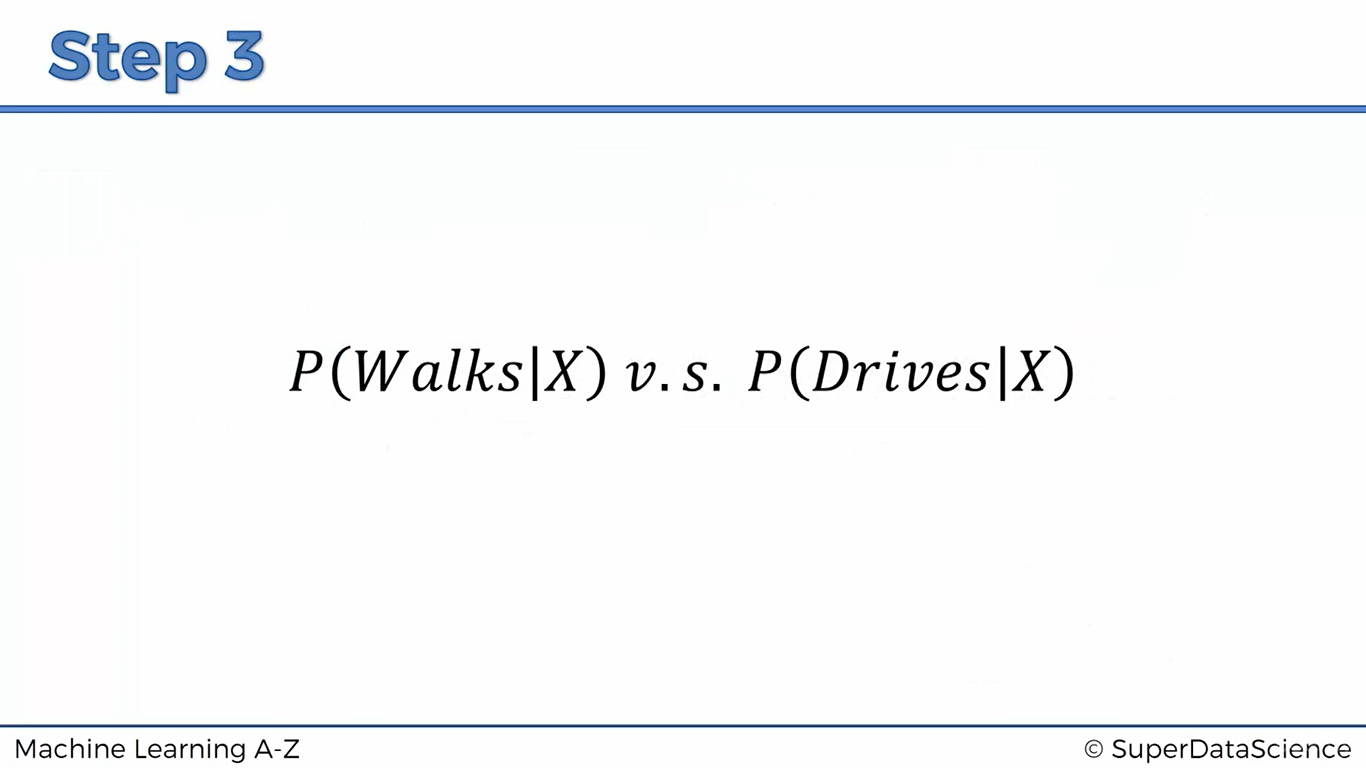 Step 3
P(Walks|X) v.s. P(Drives|X)
Machine Learning A-Z
© SuperDataScience